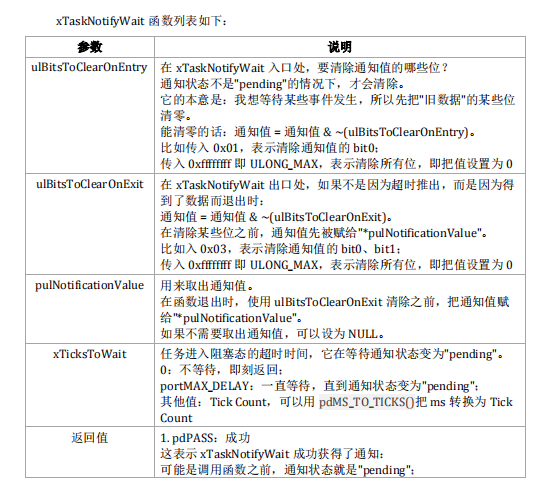 xTaskNotifyWait 函数列表如下：
参数 说明
ulBitsToClearOnEntry 在 xTaskNotifyWait 入口处，要清除通知值的哪些位？
通知状态不是"pending"的情况下，才会清除。
它的本意是：我想等待某些事件发生，所以先把"旧数据"的某些位
清零。
能清零的话：通知值 = 通知值 & ~(ulBitsToClearOnEntry)。
比如传入 0x01，表示清除通知值的 bit0；
传入 0xffffffff 即 ULONG_MAX，表示清除所有位，即把值设置为 0
ulBitsToClearOnExit 在 xTaskNotifyWait 出口处，如果不是因为超时推出，而是因为得
到了数据而退出时：
通知值 = 通知值 & ~(ulBitsToClearOnExit)。
在清除某些位之前，通知值先被赋给"*pulNotificationValue"。
比如入 0x03，表示清除通知值的 bit0、bit1；
传入 0xffffffff 即 ULONG_MAX，表示清除所有位，即把值设置为 0
pulNotificationValue 用来取出通知值。
在函数退出时，使用 ulBitsToClearOnExit 清除之前，把通知值赋
给"*pulNotificationValue"。
如果不需要取出通知值，可以设为 NULL。
xTicksToWait 任务进入阻塞态的超时时间，它在等待通知状态变为"pending"。
0：不等待，即刻返回；
portMAX_DELAY：一直等待，直到通知状态变为"pending"；
其他值：Tick Count，可以用 pdMS_TO_TICKS()把 ms 转换为 Tick
Count
返回值 1. pdPASS：成功
这表示 xTaskNotifyWait 成功获得了通知：
可能是调用函数之前，通知状态就是"pending"；